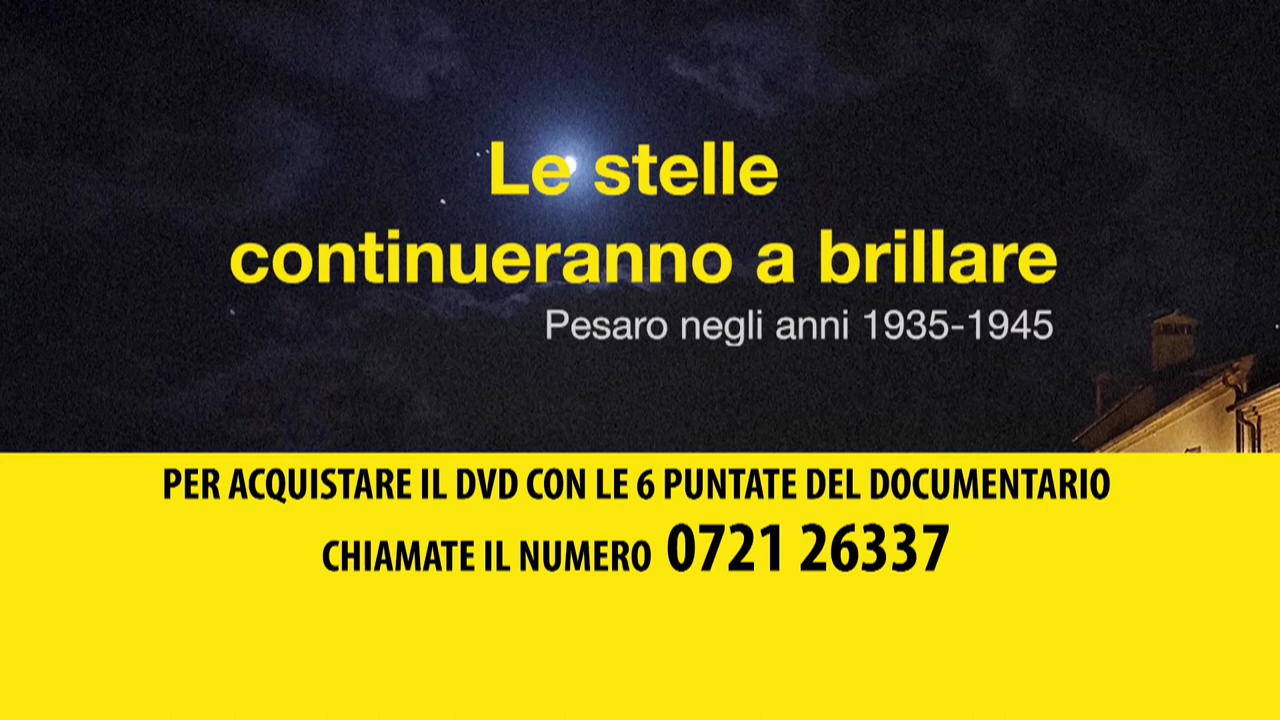 Le stelle
continueranno a brillare
Pesaro negli anni 1935-1945
PER ACQUISTARE IL DVD CON LE 6 PUNTATE DEL DOCUMENTARIO
CHIAMATE IL NUMERO 0721 26337